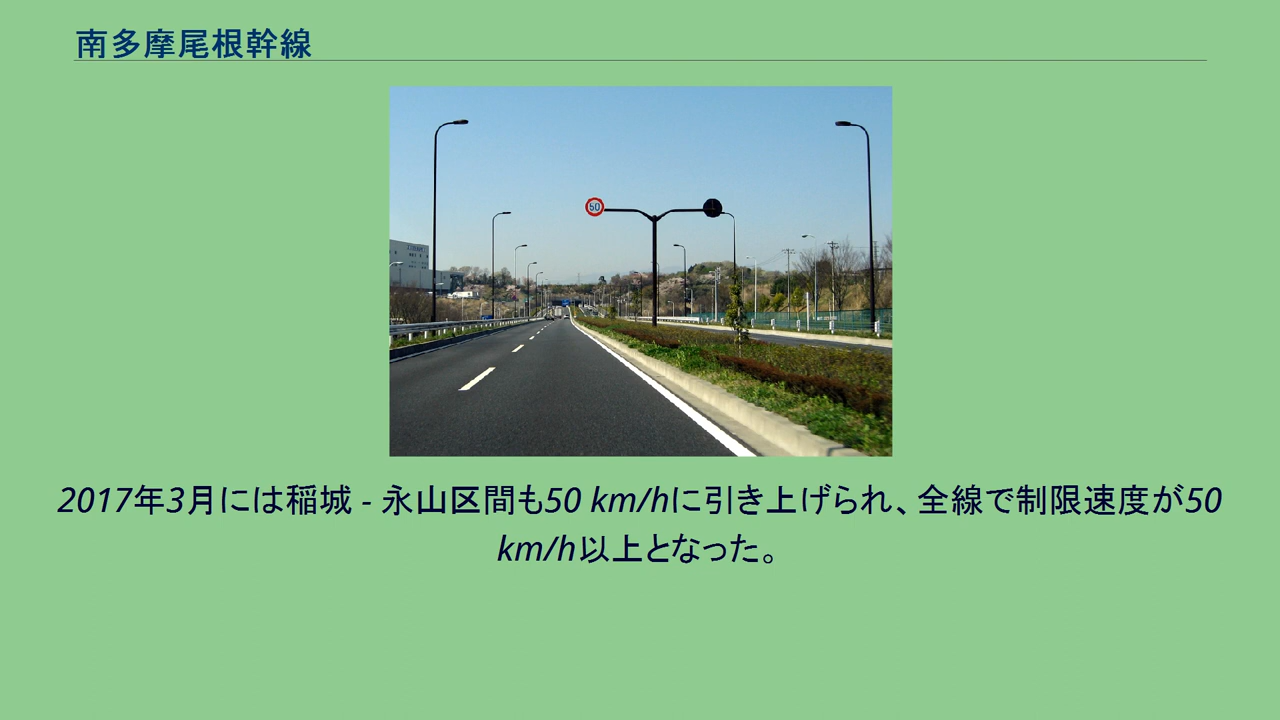 南多摩尾根幹線
50
2017年3月には稲城 - 永山区間も50 km/hに引き上げられ、全線で制限速度が50
km/h以上となった。